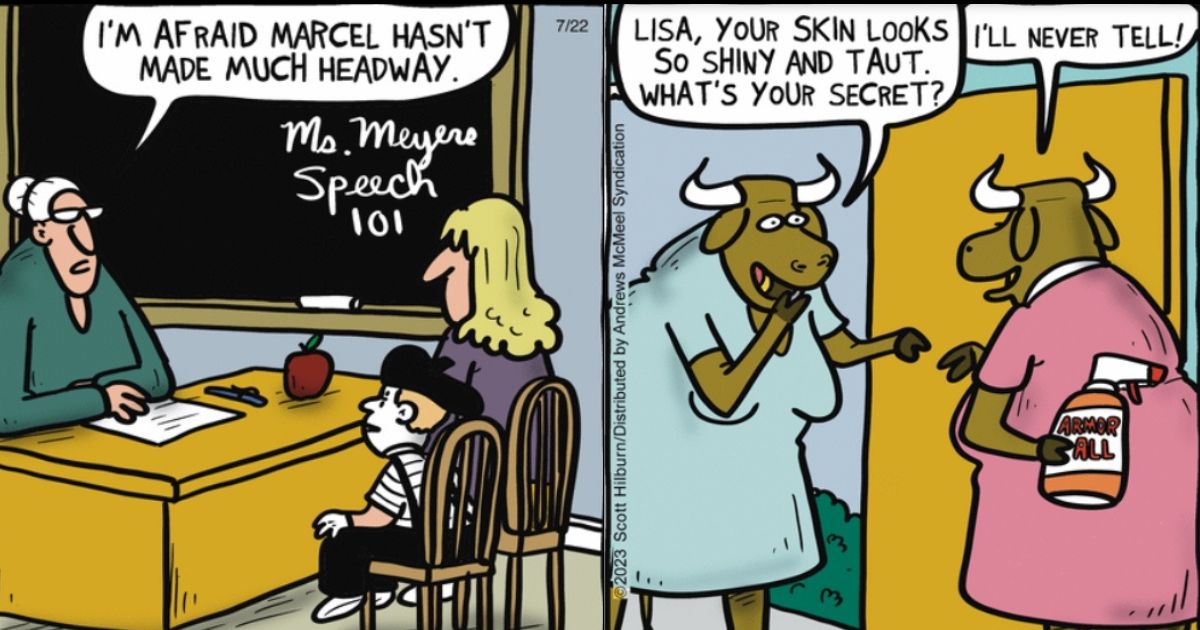 I'M AFRAID MARCEL HASN'T
MADE MUCH HEADWAY.
7/22
Ms. Meyers
Speech
101
LISA, YOUR SKIN LOOKS
SO SHINY AND TAUT.
WHAT'S YOUR SECRET?
I'LL NEVER TELL!
ARMOR
ALL
©2023 Scott Hilburn/Distributed by Andrews McMeel Syndication